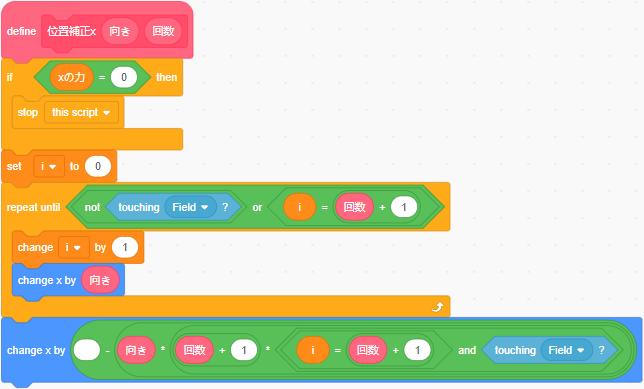 define 位置補正x 向き 回数
if xの力 = 0 then
stop this script
set i to 0
repeat until not touching Field ? or i = 回数 + 1
change i by 1
change x by 向き
change x by - 向き * 回数 + 1 * i = 回数 + 1 and touching Field ?